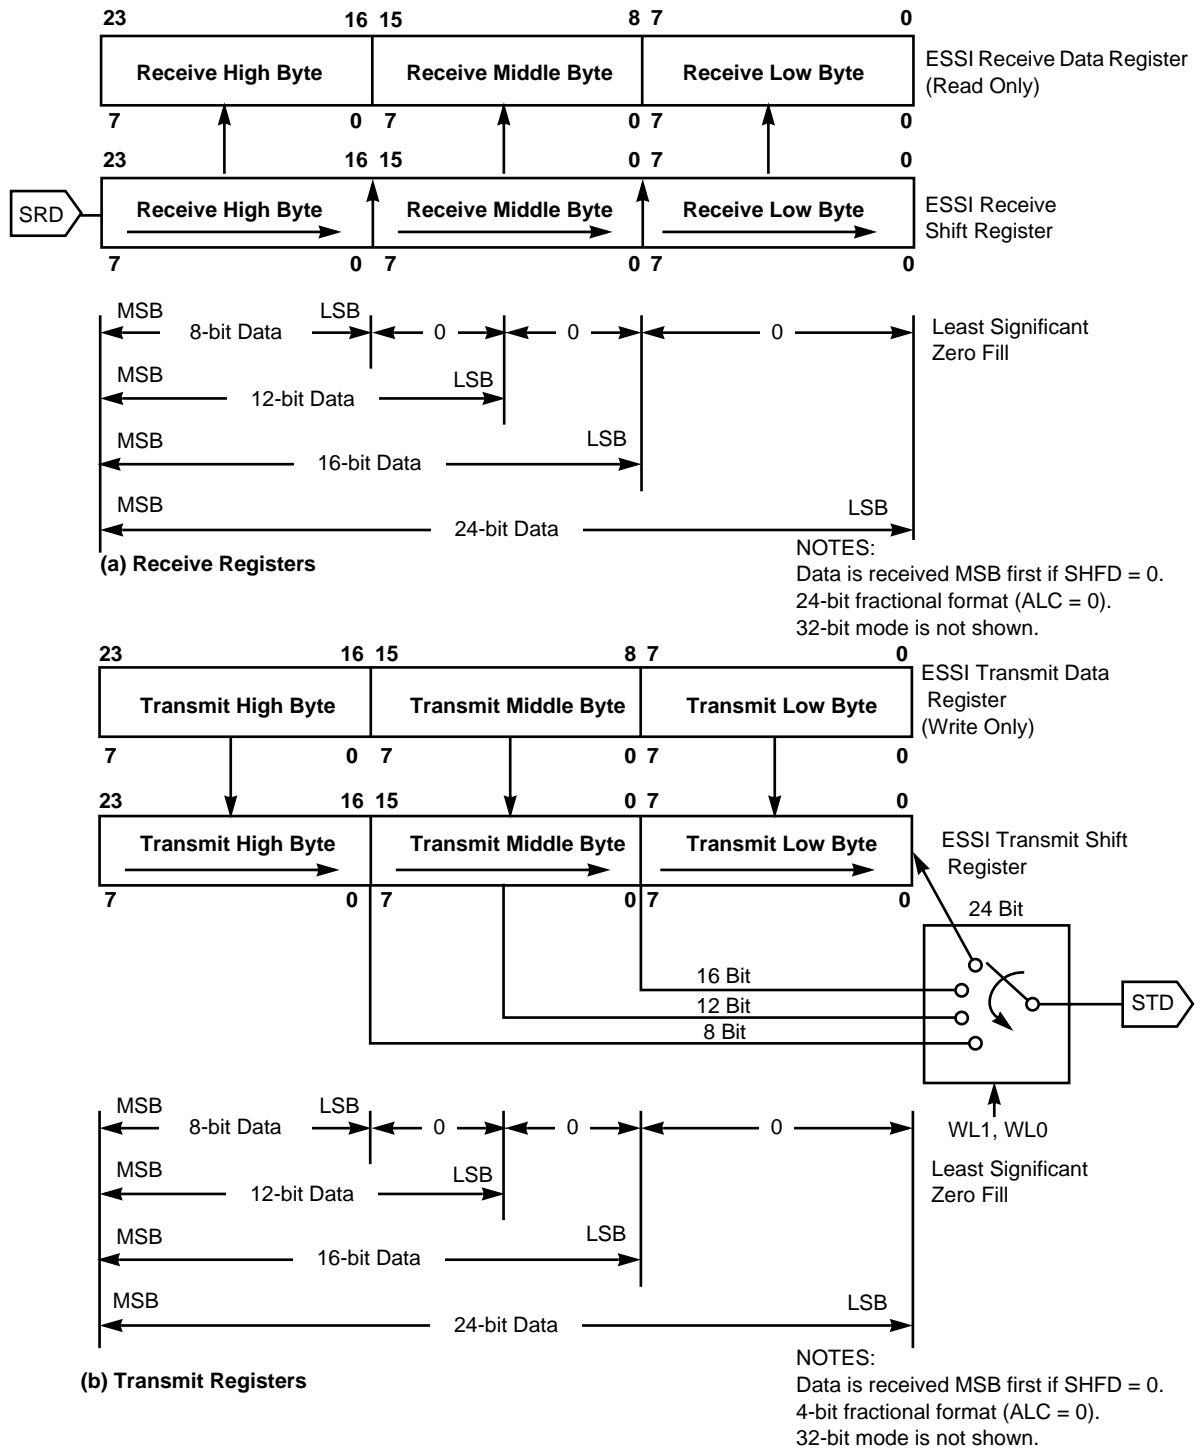 23 16 15 8 7 0
Receive High Byte Receive Middle Byte Receive Low Byte
ESSI Receive Data Register
(Read Only)
7 0 7 0 7 0
23 16 15 0 7 0
SRD
Receive High Byte Receive Middle Byte Receive Low Byte
ESSI Receive
Shift Register
7 0 7 0 7 0
MSB LSB
8-bit Data 0 0 0
Least Significant
Zero Fill
MSB LSB
12-bit Data
MSB LSB
16-bit Data
MSB LSB
24-bit Data
(a) Receive Registers
NOTES:
Data is received MSB first if SHFD = 0.
24-bit fractional format (ALC = 0).
32-bit mode is not shown.
23 16 15 8 7 0
Transmit High Byte Transmit Middle Byte Transmit Low Byte
ESSI Transmit Data
Register
(Write Only)
7 0 7 0 7 0
23 16 15 0 7 0
Transmit High Byte Transmit Middle Byte Transmit Low Byte
ESSI Transmit Shift
Register
7 0 7 0 7 0
24 Bit
16 Bit
12 Bit
8 Bit
STD
WL1, WL0
MSB LSB
8-bit Data 0 0 0
Least Significant
Zero Fill
MSB LSB
12-bit Data
MSB LSB
16-bit Data
MSB LSB
24-bit Data
(b) Transmit Registers
NOTES:
Data is received MSB first if SHFD = 0.
4-bit fractional format (ALC = 0).
32-bit mode is not shown.